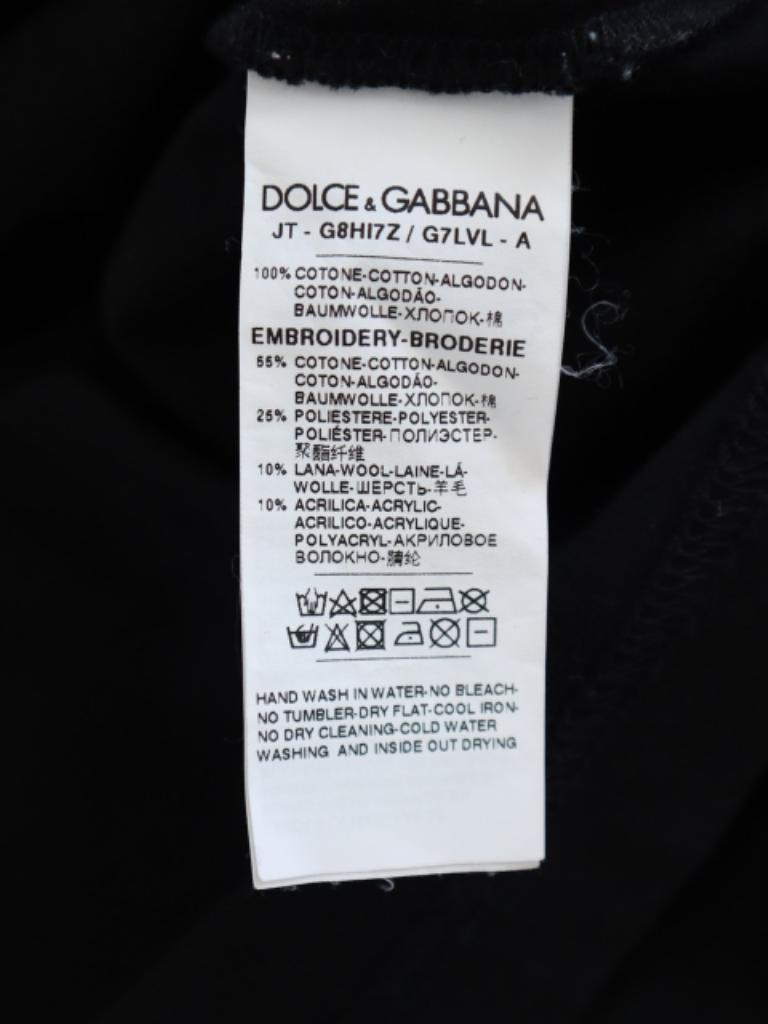 DOLCE & GABBANA
JT - G8HI7Z / G7LVL - A
100% COTONE-COTTON-ALGODON-
COTON-ALGODÃO-
BAUMWOLLE-ХЛОПОК-棉
EMBROIDERY-BRODERIE
55% COTONE-COTTON-ALGODON-
COTON-ALGODÃO-
BAUMWOLLE-ХЛОПОК-棉
25% POLIESTERE-POLYESTER-
POLIÉSTER-ПОЛИЭСТЕР-
聚酯纤维
10% LANA-WOOL-LAINE-LÃ-
WOLLE-ШЕРСТЬ-羊毛
10% ACRILICA-ACRYLIC-
ACRILICO-ACRYLIQUE-
POLYACRYL-АКРИЛОВОЕ
ВОЛОКНО-腈纶
HAND WASH IN WATER-NO BLEACH-
NO TUMBLER-DRY FLAT-COOL IRON-
NO DRY CLEANING-COLD WATER
WASHING AND INSIDE OUT DRYING